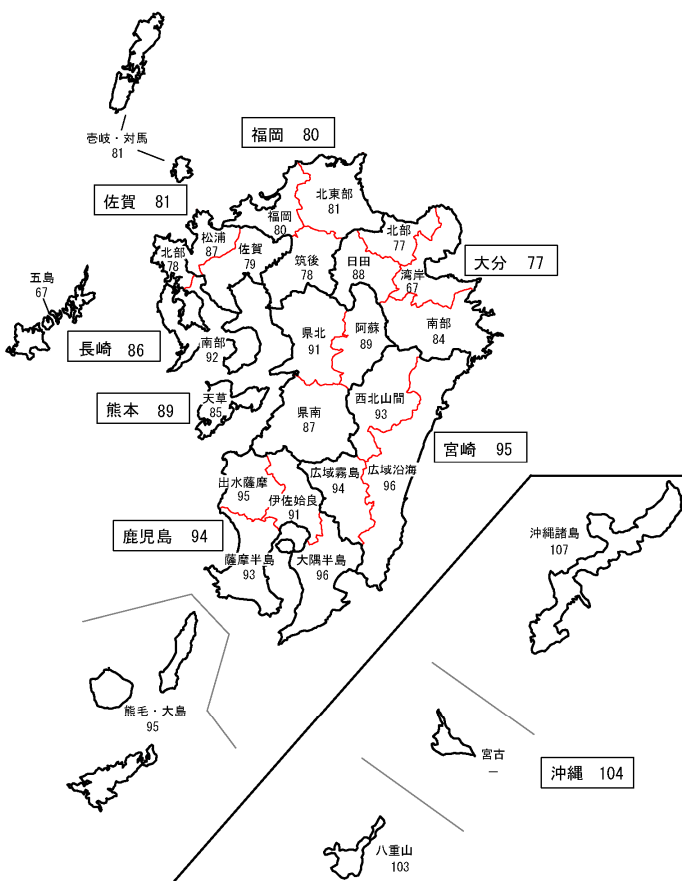 壱岐・対馬
81
福岡 80
佐賀 81
北東部
81
福岡
80
松浦
87
佐賀
79
北部
78
北部
77
筑後
78
日田
88
大分 77
湾岸
67
五島
67
長崎 86
南部
92
県北
91
阿蘇
89
南部
84
熊本 89
天草
85
県南
87
西北山間
93
宮崎 95
出水薩摩
95
伊佐姶良
91
広域霧島
94
広域沿海
96
鹿児島 94
薩摩半島
93
大隅半島
96
沖縄諸島
107
熊毛・大島
95
宮古
－
沖縄 104
八重山
103